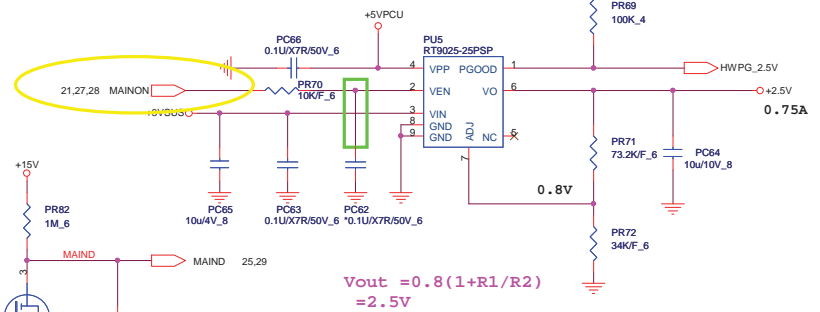 PR69
100K_4
+5VPCU
PC66
0.1U/X7R/50V_6
PU5
RT9025-25PSP
4 VPP PGOOD 1
HWPG_2.5V
21,27,28 MAINON
PR70
10K/F_6
2 VEN VO 6
+2.5V
0.75A
3 VIN
8 GND
9 GND
ADJ
NC 5
7
PR71
73.2K/F_6
PC64
10u/10V_8
+15V
PR82
1M_6
PC65
10u/4V_8
PC63
0.1U/X7R/50V_6
PC62
*0.1U/X7R/50V_6
0.8V
PR72
34K/F_6
MAIND
MAIND 25,29
3
Vout =0.8(1+R1/R2)
=2.5V